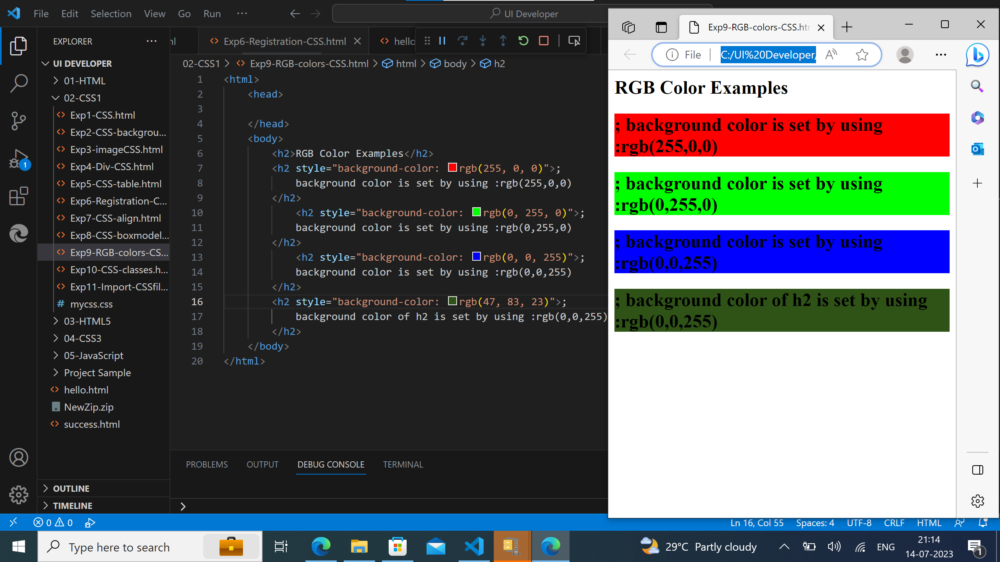 File Edit Selection View Go Run ··· UI Developer
EXPLORER ···
UI DEVELOPER
01-HTML
02-CSS1
Exp1-CSS.html
Exp2-CSS-backgrou...
Exp3-imageCSS.html
Exp4-Div-CSS.html
Exp5-CSS-table.html
Exp6-Registration-C...
Exp7-CSS-align.html
Exp8-CSS-boxmodel...
Exp9-RGB-colors-CS...
Exp10-CSS-classes.h...
Exp11-Import-CSSfil...
# mycss.css
03-HTML5
04-CSS3
05-JavaScript
Project Sample
hello.html
NewZip.zip
success.html
OUTLINE
TIMELINE
1
ml Exp6-Registration-CSS.html hello
02-CSS1 > Exp9-RGB-colors-CSS.html > html > body > h2
1 <html>
2 <head>
3
4 </head>
5 <body>
6 <h2>RGB Color Examples</h2>
7 <h2 style="background-color: rgb(255, 0, 0)">;
8 background color is set by using :rgb(255,0,0)
9 </h2>
10 <h2 style="background-color: rgb(0, 255, 0)">;
11 background color is set by using :rgb(0,255,0)
12 </h2>
13 <h2 style="background-color: rgb(0, 0, 255)">;
14 background color is set by using :rgb(0,0,255)
15 </h2>
16 <h2 style="background-color: rgb(47, 83, 23)">;
17 background color of h2 is set by using :rgb(0,0,255)
18 </h2>
19 </body>
20 </html>
PROBLEMS OUTPUT DEBUG CONSOLE TERMINAL
>
Exp9-RGB-colors-CSS.htm
File C:/UI%20Developer/
RGB Color Examples
; background color is set by using
:rgb(255,0,0)
; background color is set by using
:rgb(0,255,0)
; background color is set by using
:rgb(0,0,255)
; background color of h2 is set by using
:rgb(0,0,255)
0 0 Ln 16, Col 55 Spaces: 4 UTF-8 CRLF HTML
Type here to search 29°C Partly cloudy ENG 21:14
14-07-2023
1